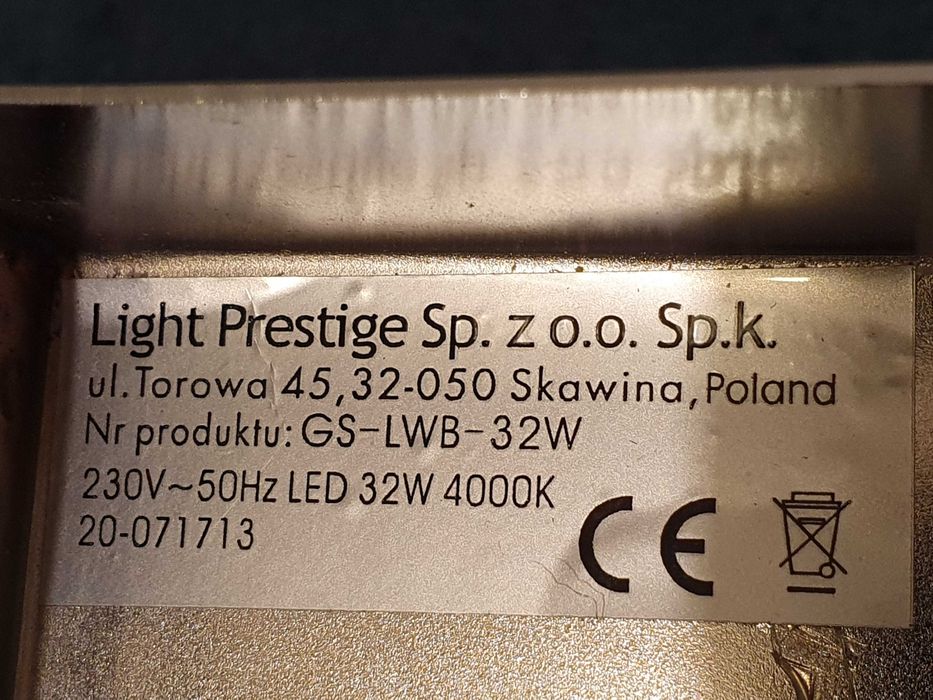 Light Prestige Sp. z o.o. Sp.k.
ul. Torowa 45, 32-050 Skawina, Poland
Nr produktu: GS-LWB-32W
230V~50Hz LED 32W 4000K
20-071713
CE